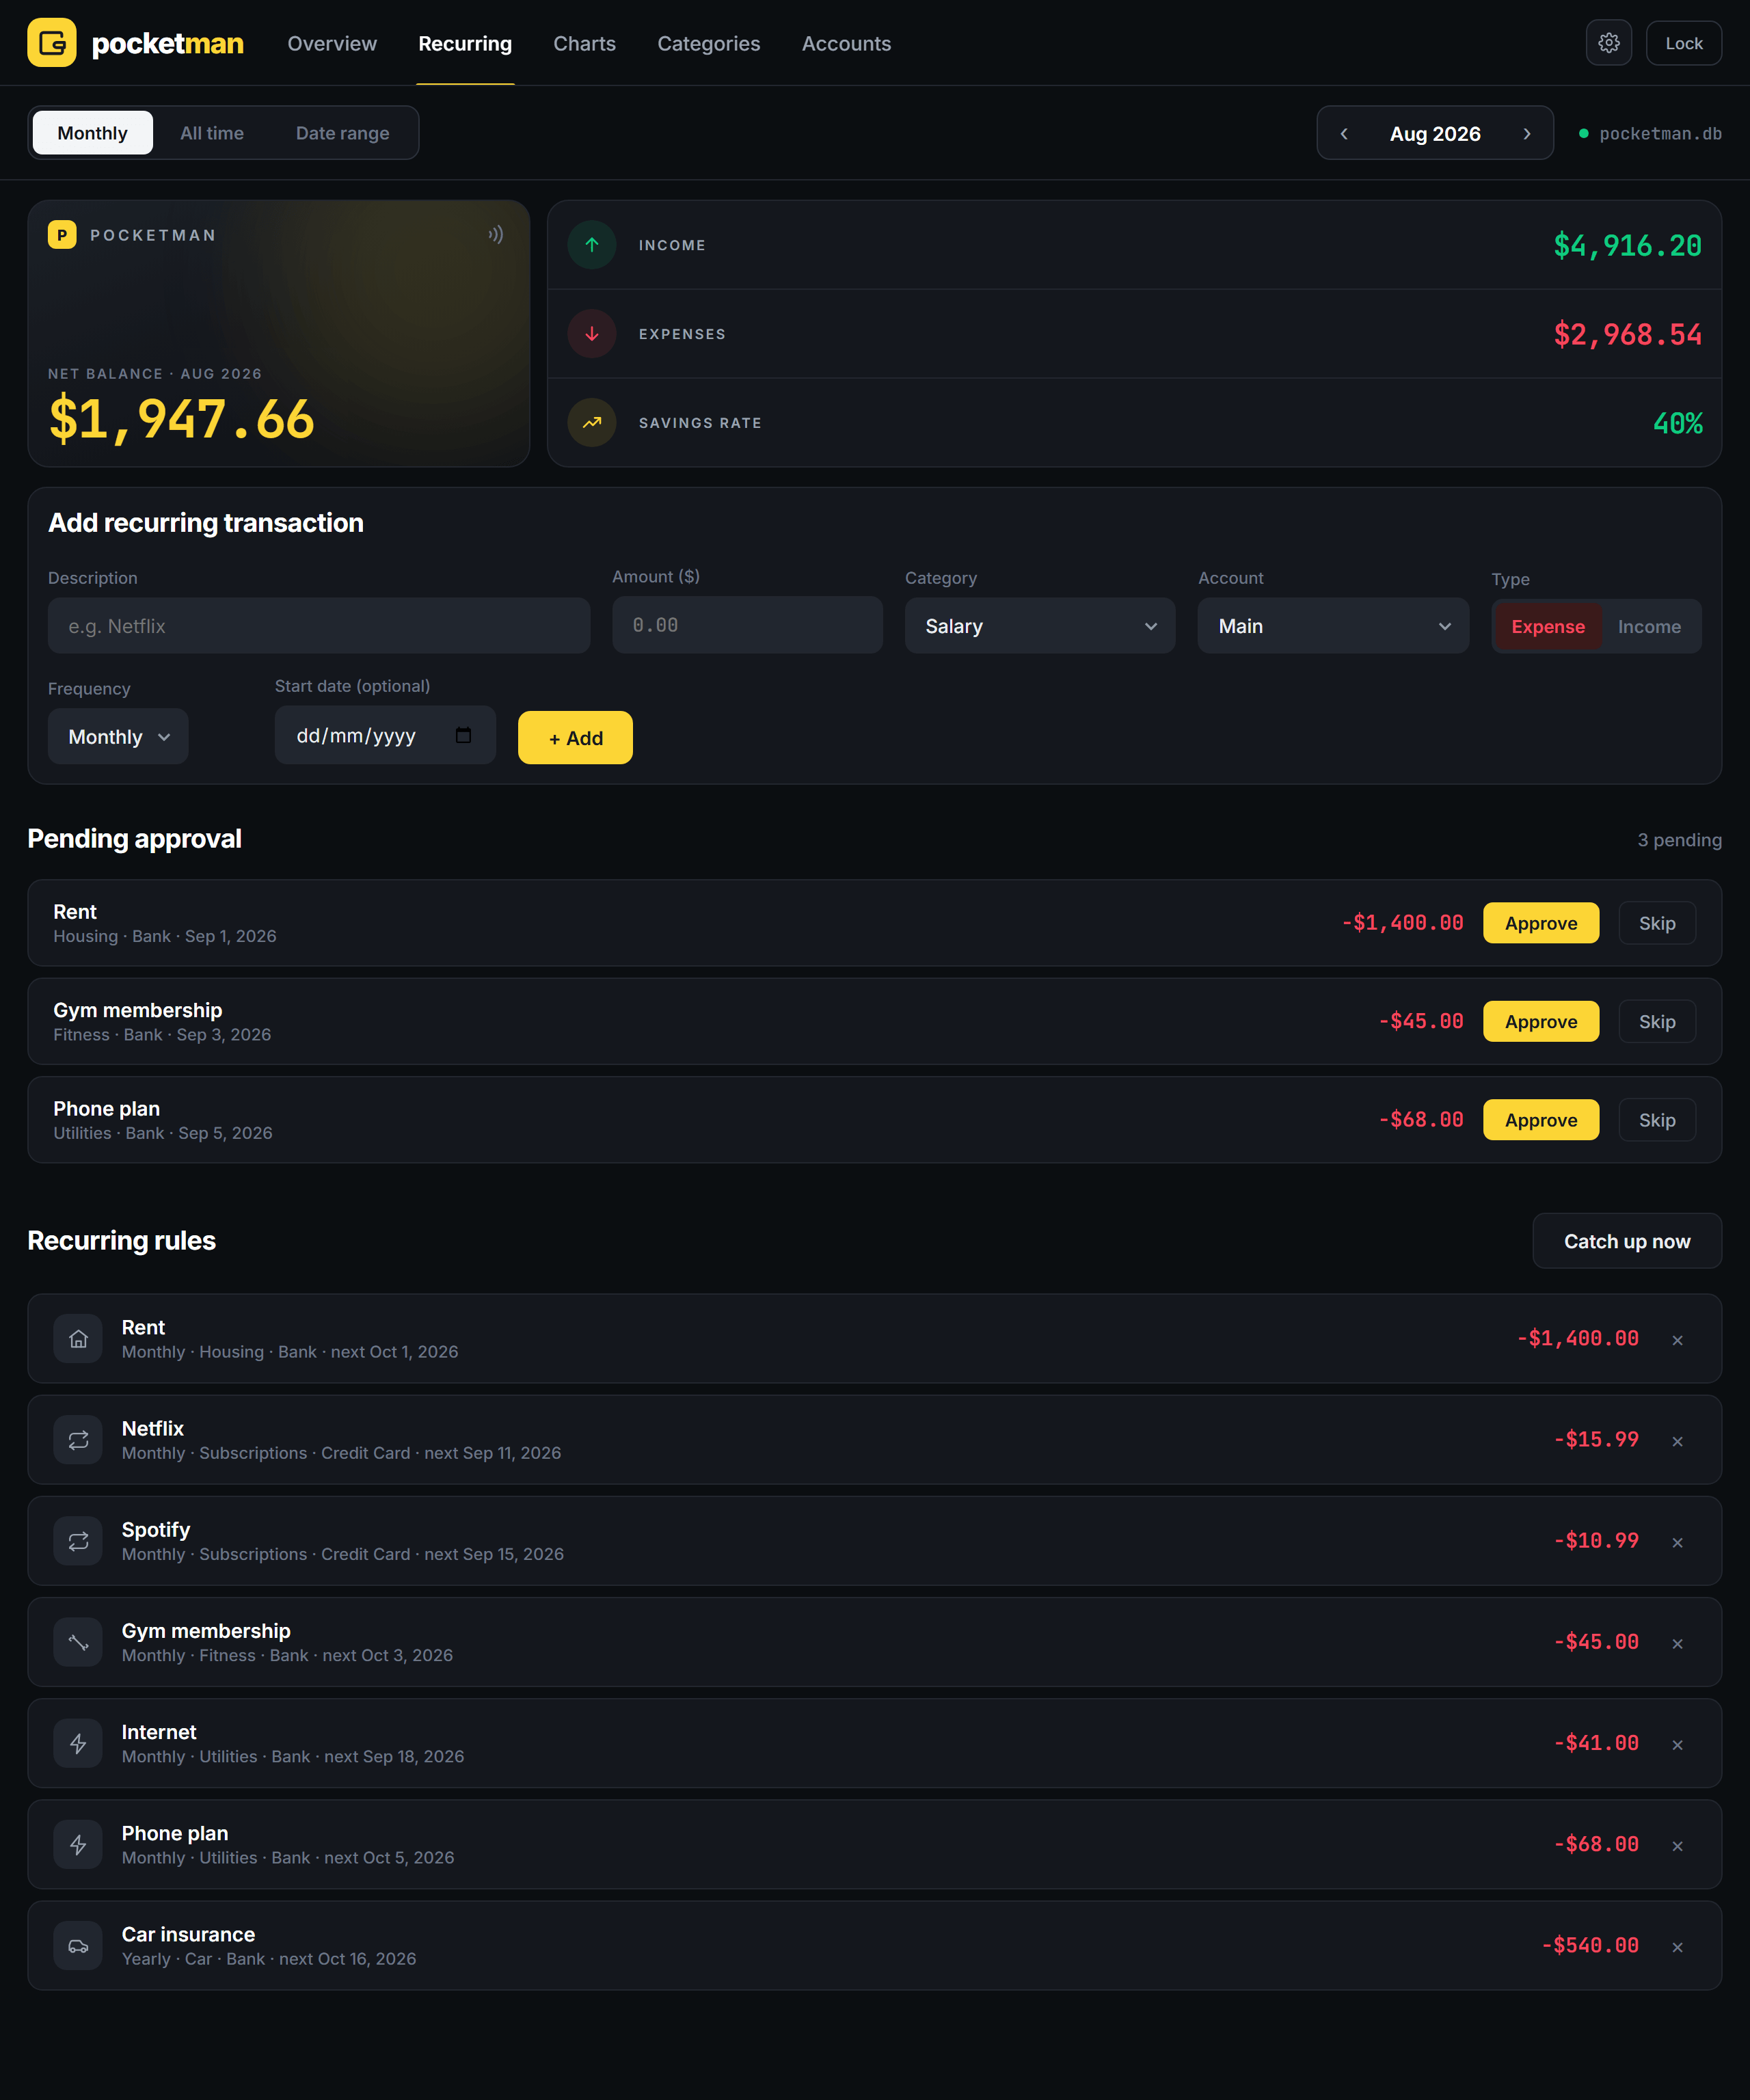 pocketman Overview Recurring Charts Categories Accounts Lock
Monthly All time Date range ‹ Aug 2026 › pocketman.db
P POCKETMAN
NET BALANCE · AUG 2026
$1,947.66
INCOME $4,916.20
EXPENSES $2,968.54
SAVINGS RATE 40%
Add recurring transaction
Description Amount ($) Category Account Type
e.g. Netflix 0.00 Salary Main Expense Income
Frequency Start date (optional)
Monthly dd/mm/yyyy + Add
Pending approval 3 pending
Rent
Housing · Bank · Sep 1, 2026
-$1,400.00 Approve Skip
Gym membership
Fitness · Bank · Sep 3, 2026
-$45.00 Approve Skip
Phone plan
Utilities · Bank · Sep 5, 2026
-$68.00 Approve Skip
Recurring rules Catch up now
Rent
Monthly · Housing · Bank · next Oct 1, 2026
-$1,400.00 ×
Netflix
Monthly · Subscriptions · Credit Card · next Sep 11, 2026
-$15.99 ×
Spotify
Monthly · Subscriptions · Credit Card · next Sep 15, 2026
-$10.99 ×
Gym membership
Monthly · Fitness · Bank · next Oct 3, 2026
-$45.00 ×
Internet
Monthly · Utilities · Bank · next Sep 18, 2026
-$41.00 ×
Phone plan
Monthly · Utilities · Bank · next Oct 5, 2026
-$68.00 ×
Car insurance
Yearly · Car · Bank · next Oct 16, 2026
-$540.00 ×